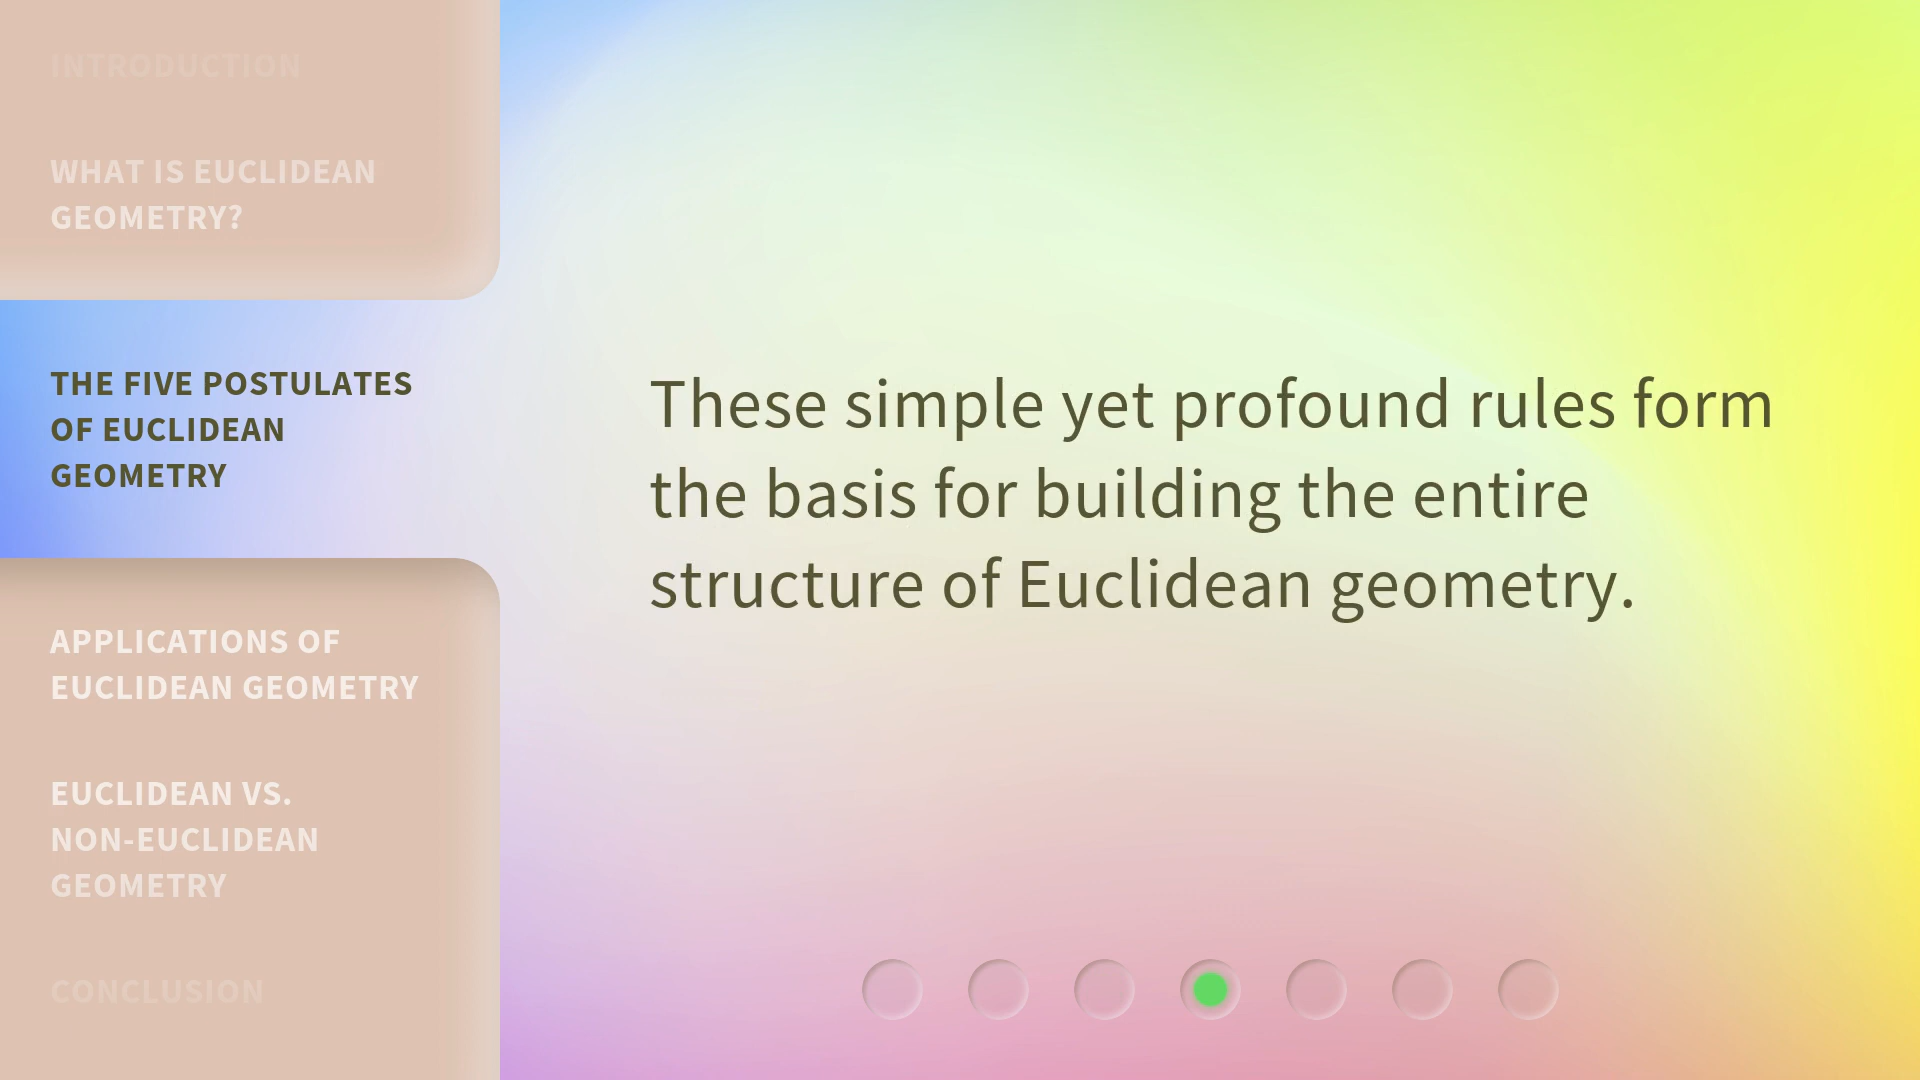 INTRODUCTION
WHAT IS EUCLIDEAN
GEOMETRY?
THE FIVE POSTULATES
OF EUCLIDEAN
GEOMETRY
APPLICATIONS OF
EUCLIDEAN GEOMETRY
EUCLIDEAN VS.
NON-EUCLIDEAN
GEOMETRY
CONCLUSION
These simple yet profound rules form
the basis for building the entire
structure of Euclidean geometry.